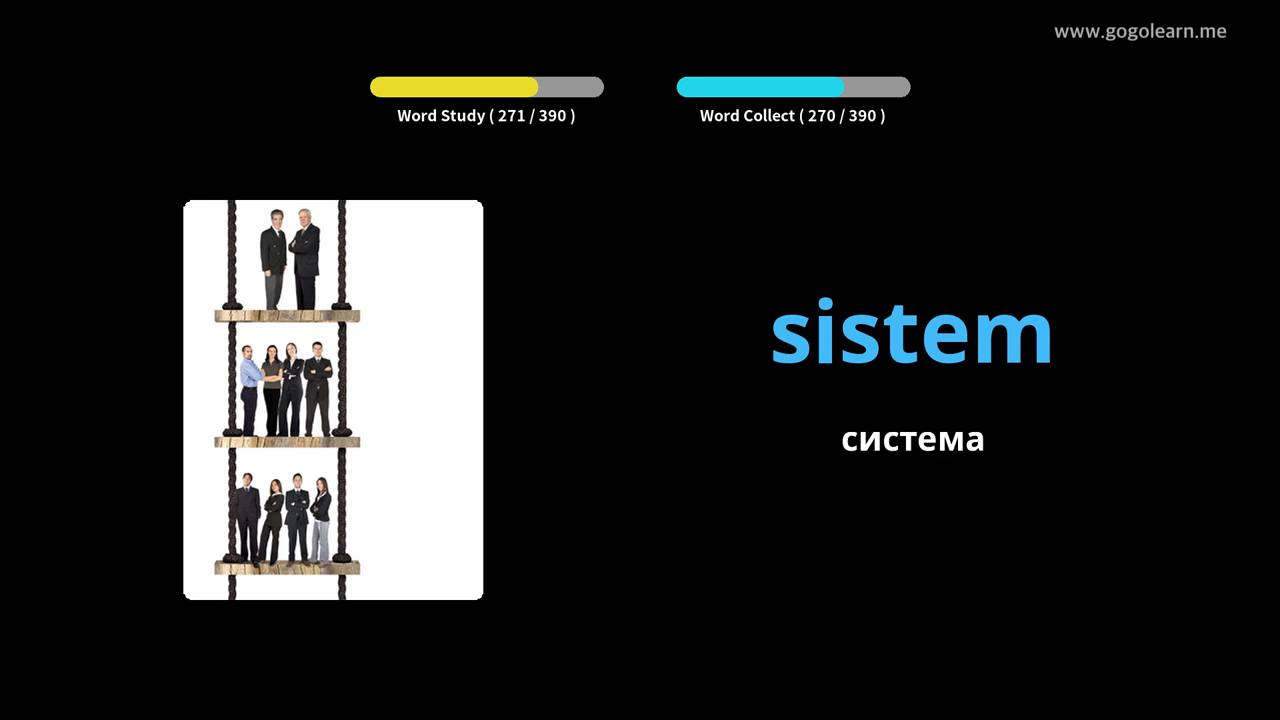 www.gogolearn.me
Word Study ( 271 / 390 )
Word Collect ( 270 / 390 )
sistem
система